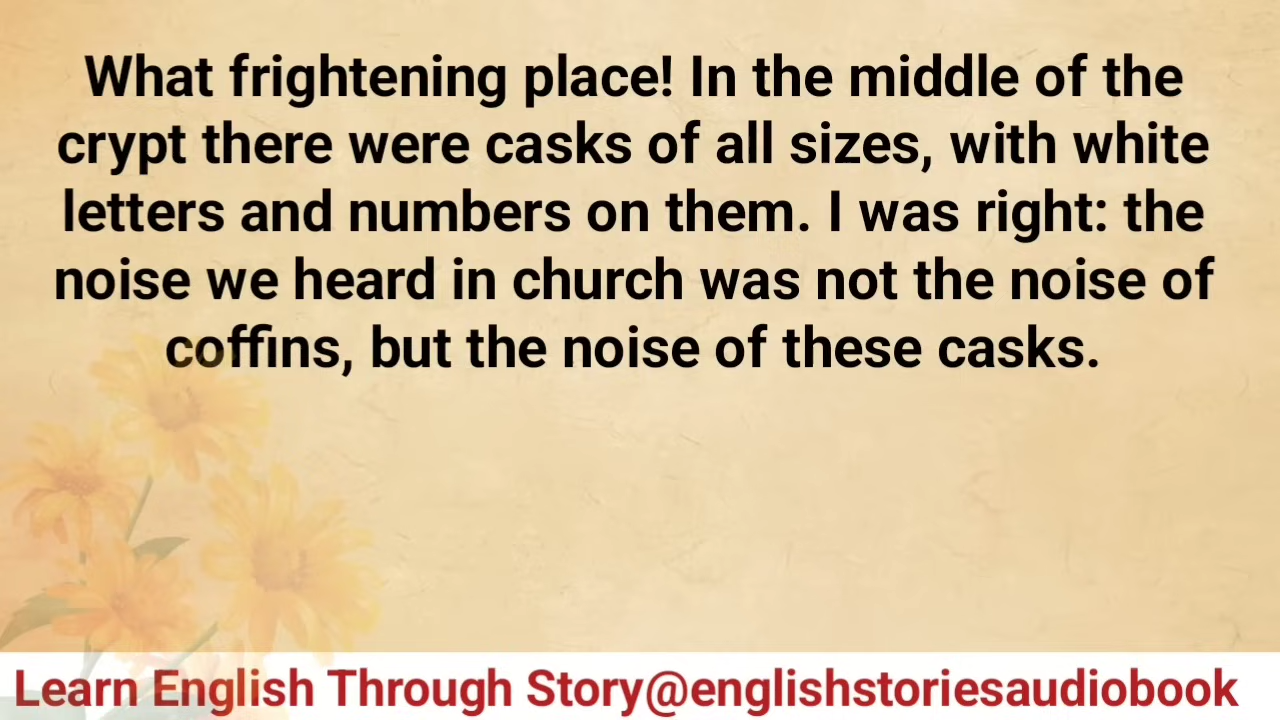 What frightening place! In the middle of the
crypt there were casks of all sizes, with white
letters and numbers on them. I was right: the
noise we heard in church was not the noise of
coffins, but the noise of these casks.
Learn English Through Story@englishstoriesaudiobook